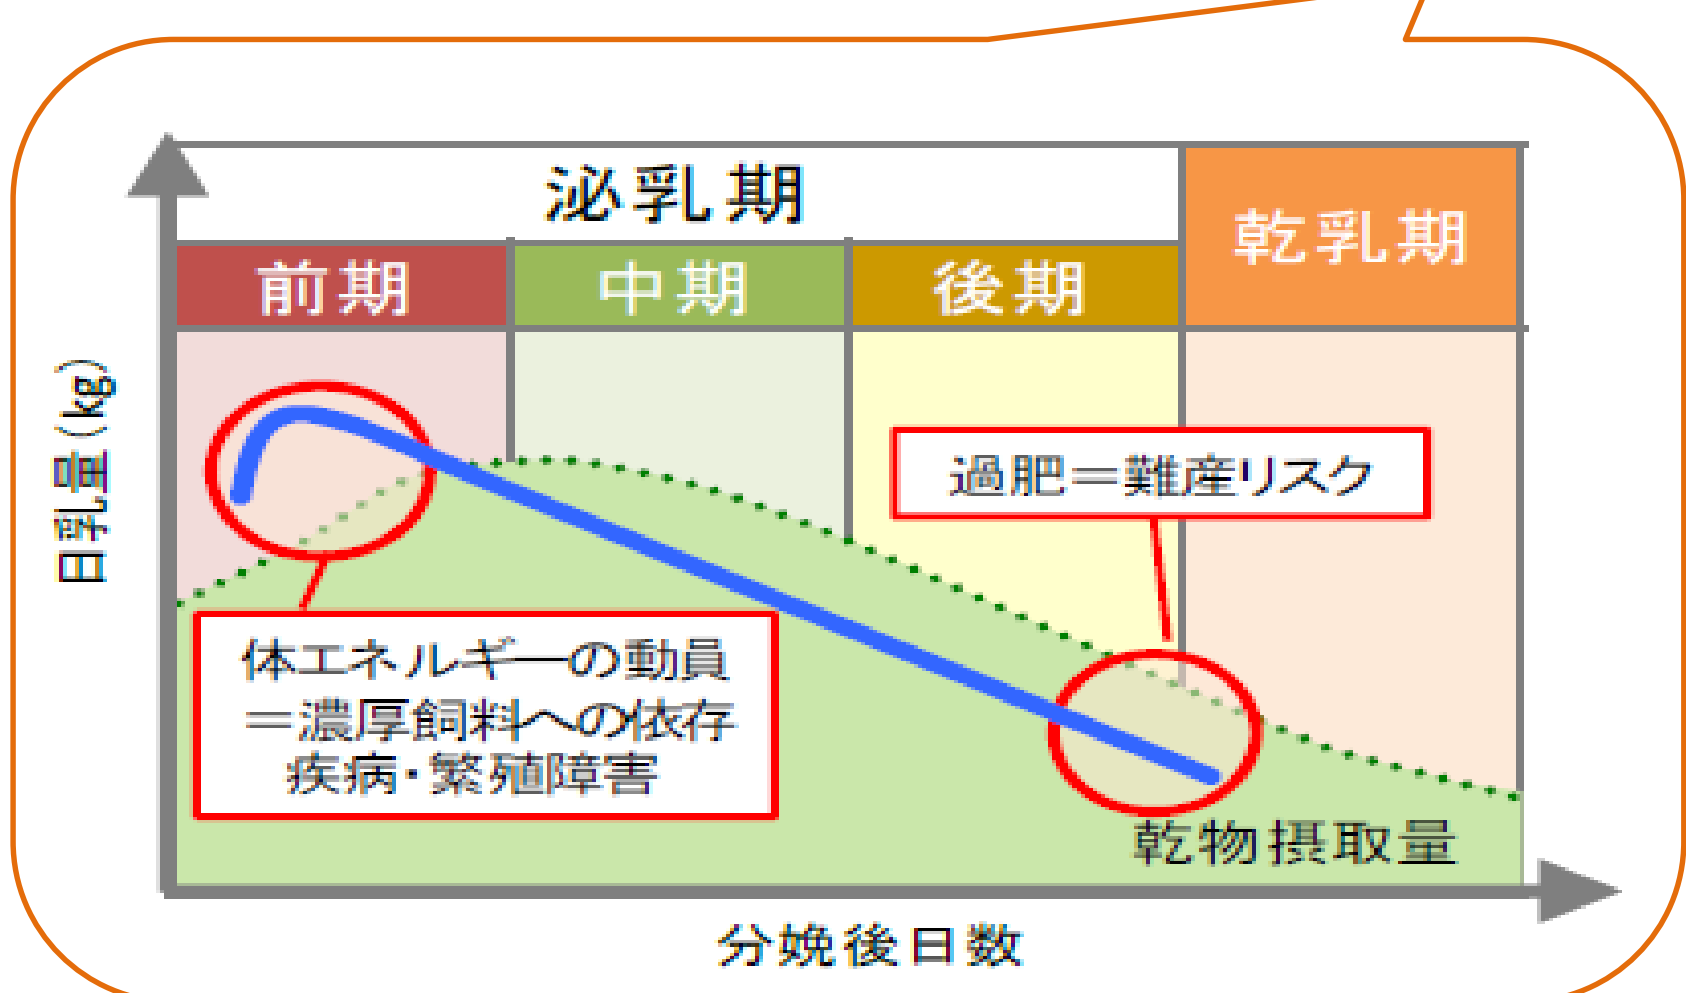 泌乳期
乾乳期
前期
中期
後期
日乳量(kg)
過肥=難産リスク
体エネルギーの動員
=濃厚飼料への依存
疾病・繁殖障害
乾物摂取量
分娩後日数